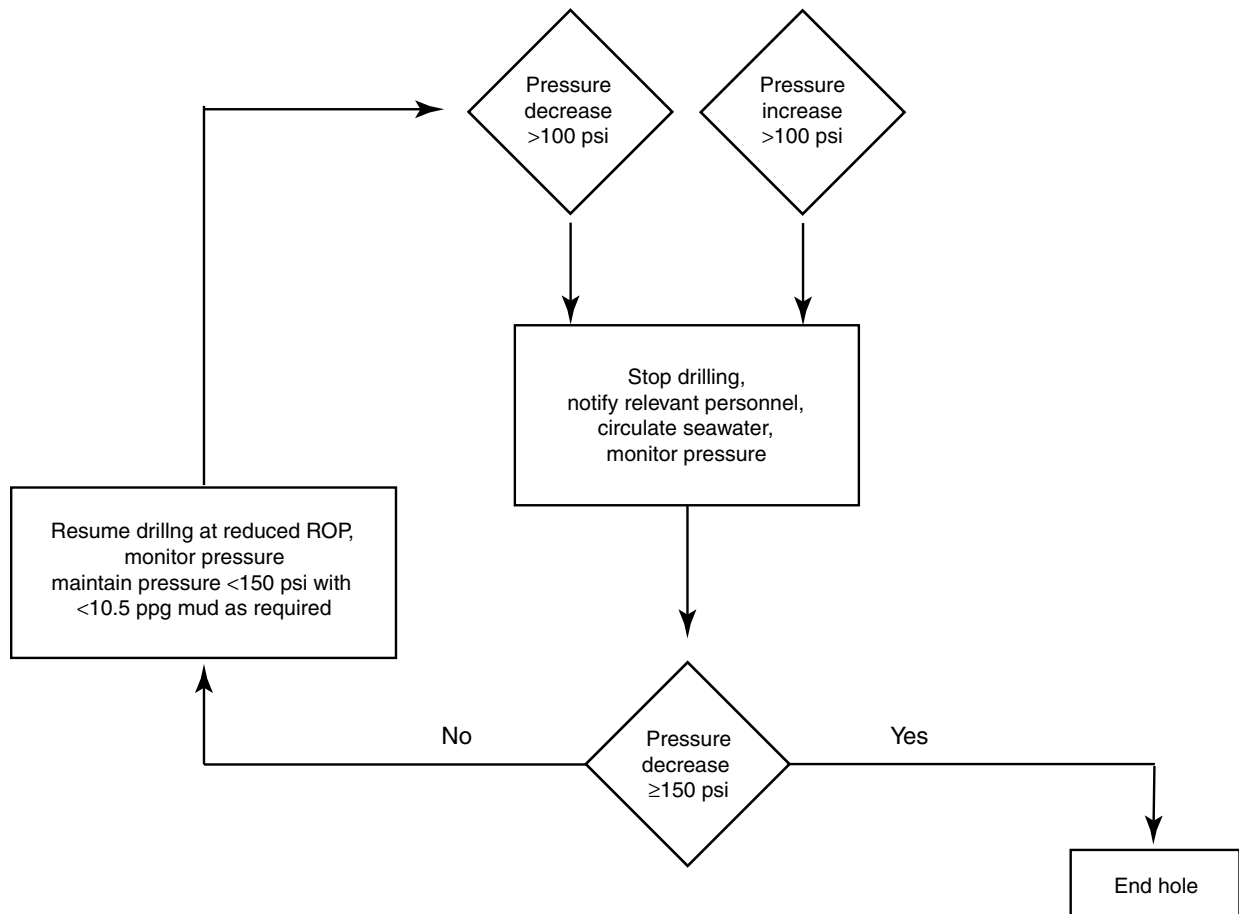 Pressure
decrease
>100 psi
Pressure
increase
>100 psi
Stop drilling,
notify relevant personnel,
circulate seawater,
monitor pressure
Resume drillng at reduced ROP,
monitor pressure
maintain pressure <150 psi with
<10.5 ppg mud as required
No
Pressure
decrease
≥150 psi
Yes
End hole